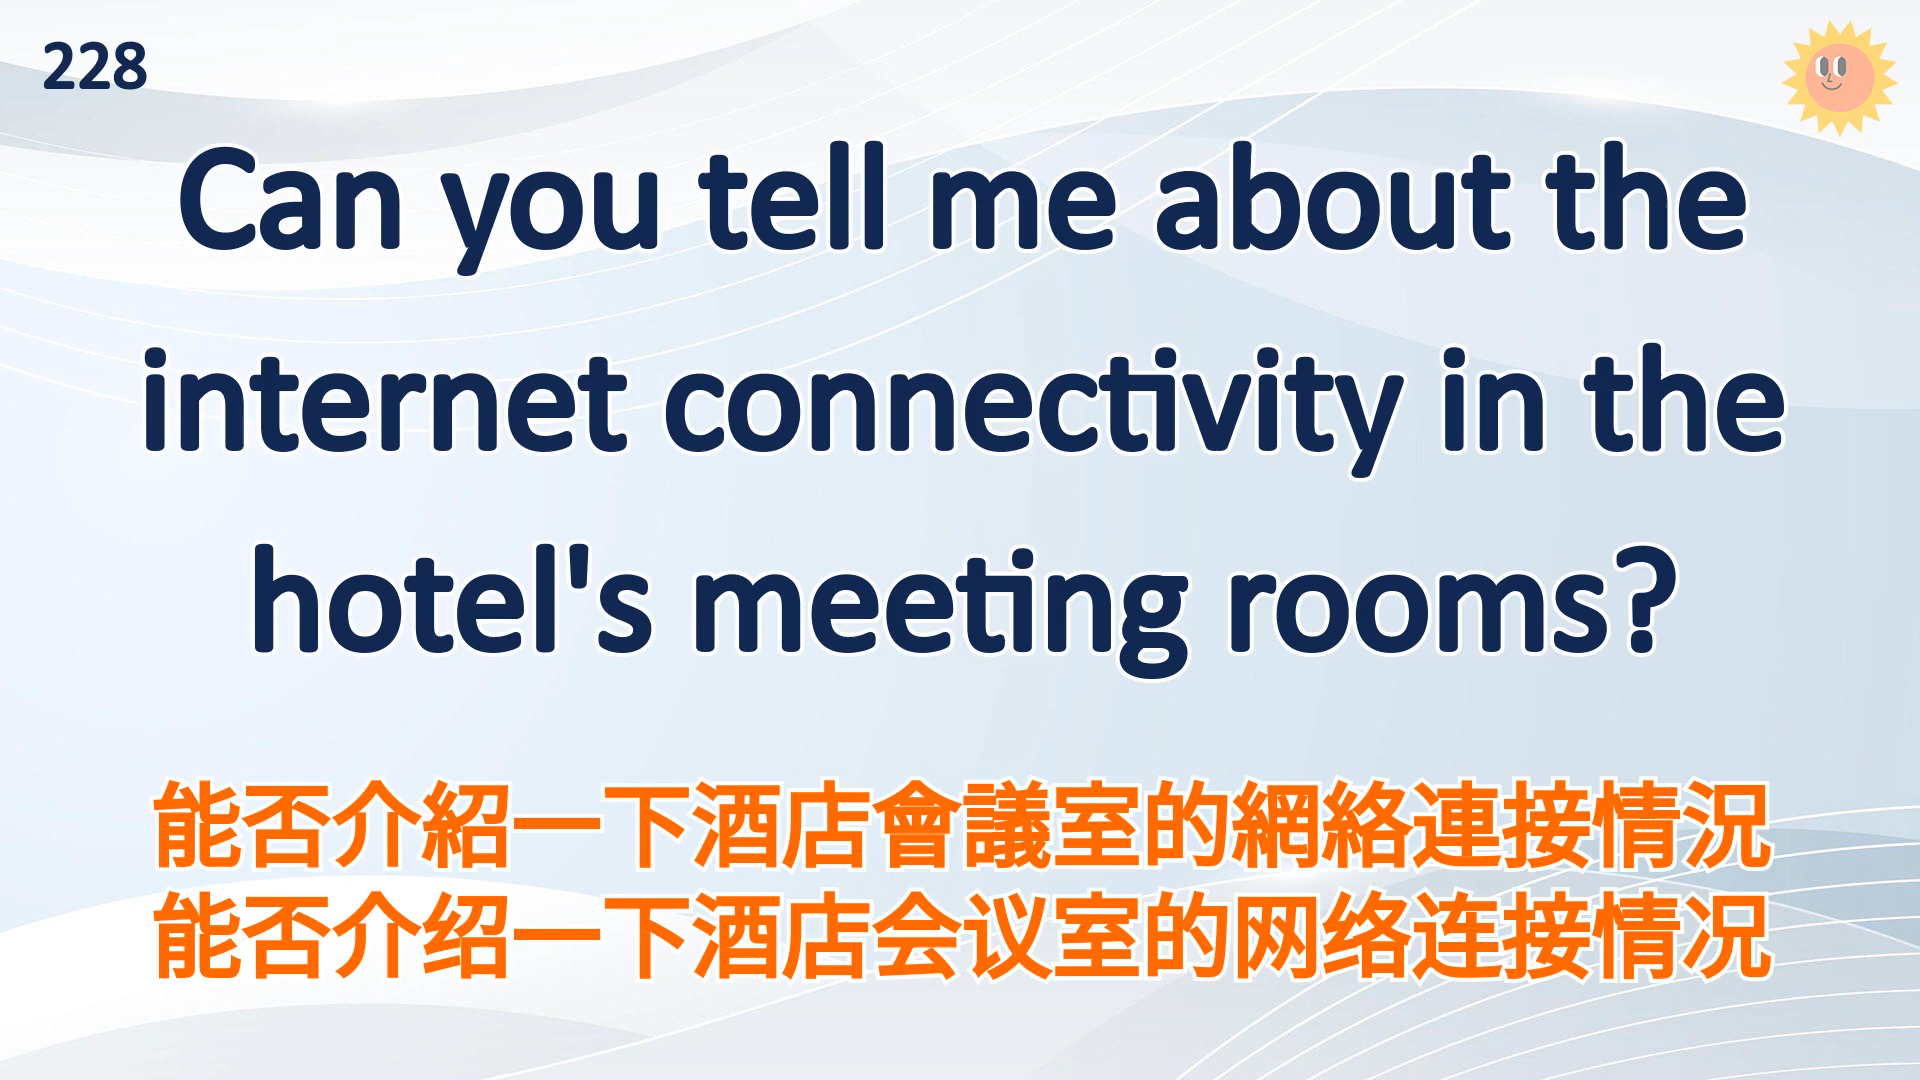 228
Can you tell me about the
internet connectivity in the
hotel's meeting rooms?
能否介紹一下酒店會議室的網絡連接情況
能否介绍一下酒店会议室的网络连接情况